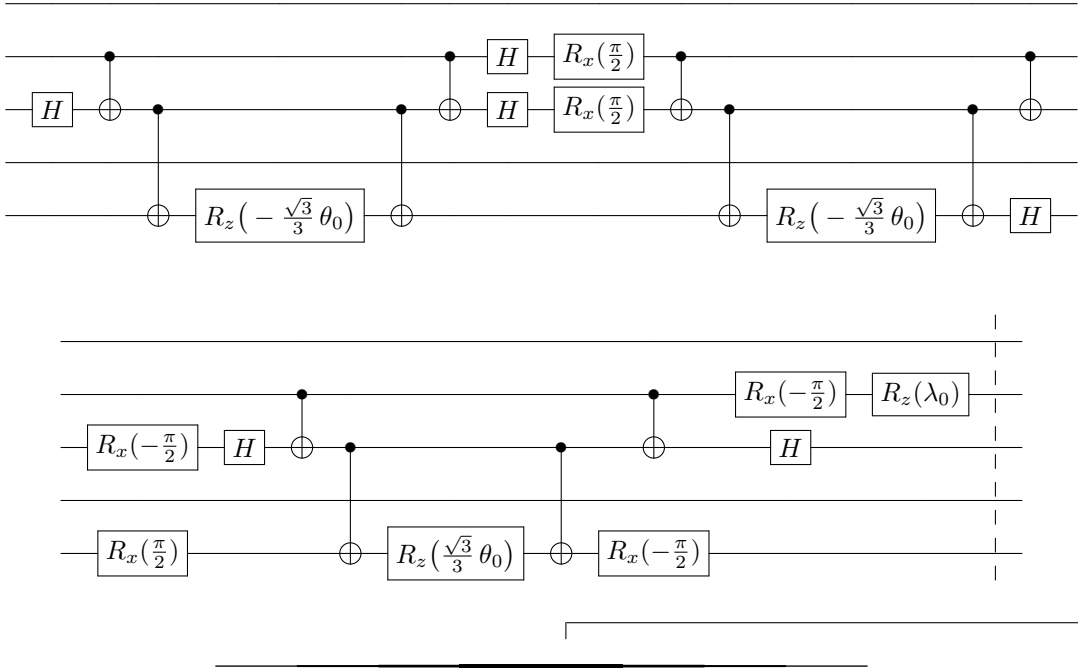 H R_x(π/2)
H H R_x(π/2)
R_z(− √3/3 θ_0) R_z(− √3/3 θ_0) H
R_x(−π/2) R_z(λ_0)
R_x(−π/2) H H
R_x(π/2) R_z(√3/3 θ_0) R_x(−π/2)